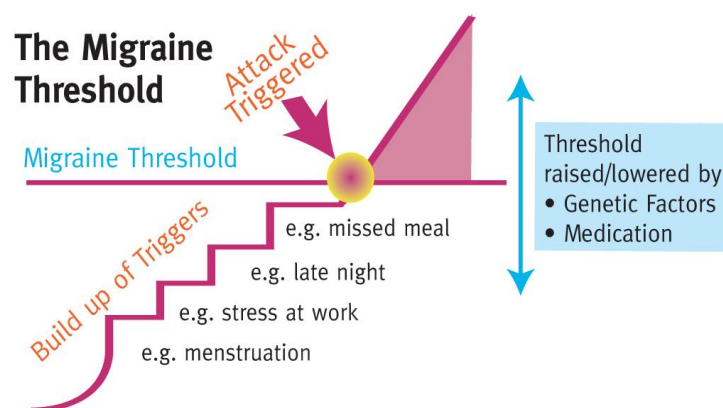 The Migraine
Threshold
Attack
Triggered
Migraine Threshold
Build up of Triggers
e.g. missed meal
e.g. late night
e.g. stress at work
e.g. menstruation
Threshold
raised/lowered by
• Genetic Factors
• Medication